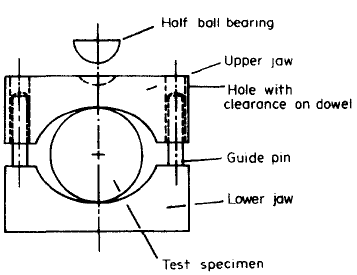 Half ball bearing
Upper jaw
Hole with
clearance on dowel
Guide pin
Lower jaw
Test specimen